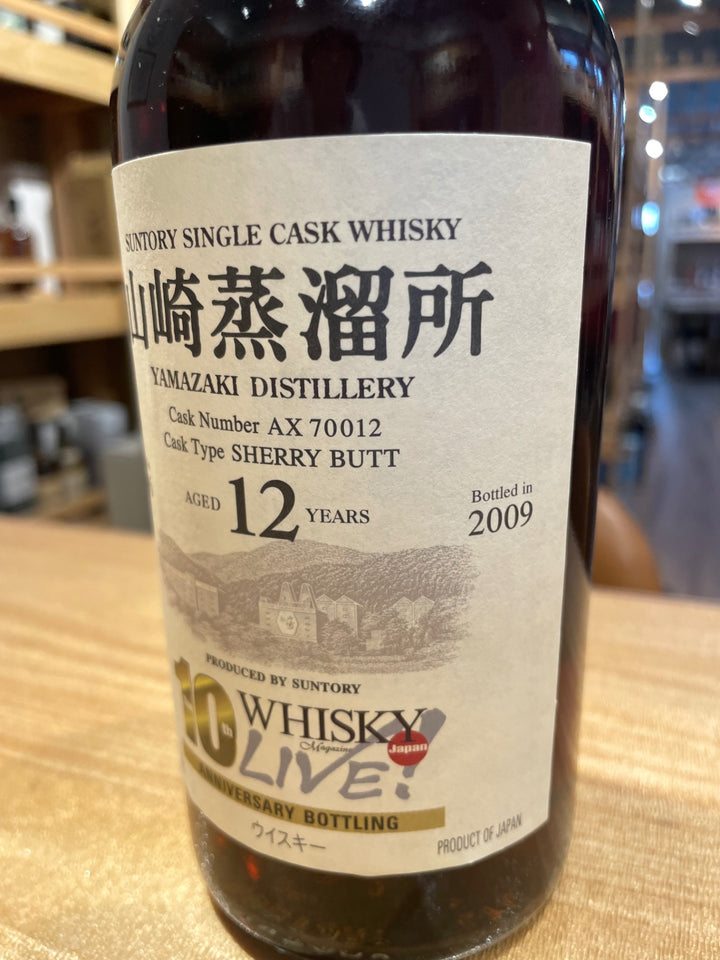 SUNTORY SINGLE CASK WHISKY
山崎蒸溜所
YAMAZAKI DISTILLERY
Cask Number AX 70012
Cask Type SHERRY BUTT
AGED 12 YEARS
Bottled in
2009
PRODUCED BY SUNTORY
10th WHISKY
Magazine Japan
LIVE!
ANNIVERSARY BOTTLING
ウイスキー
PRODUCT OF JAPAN